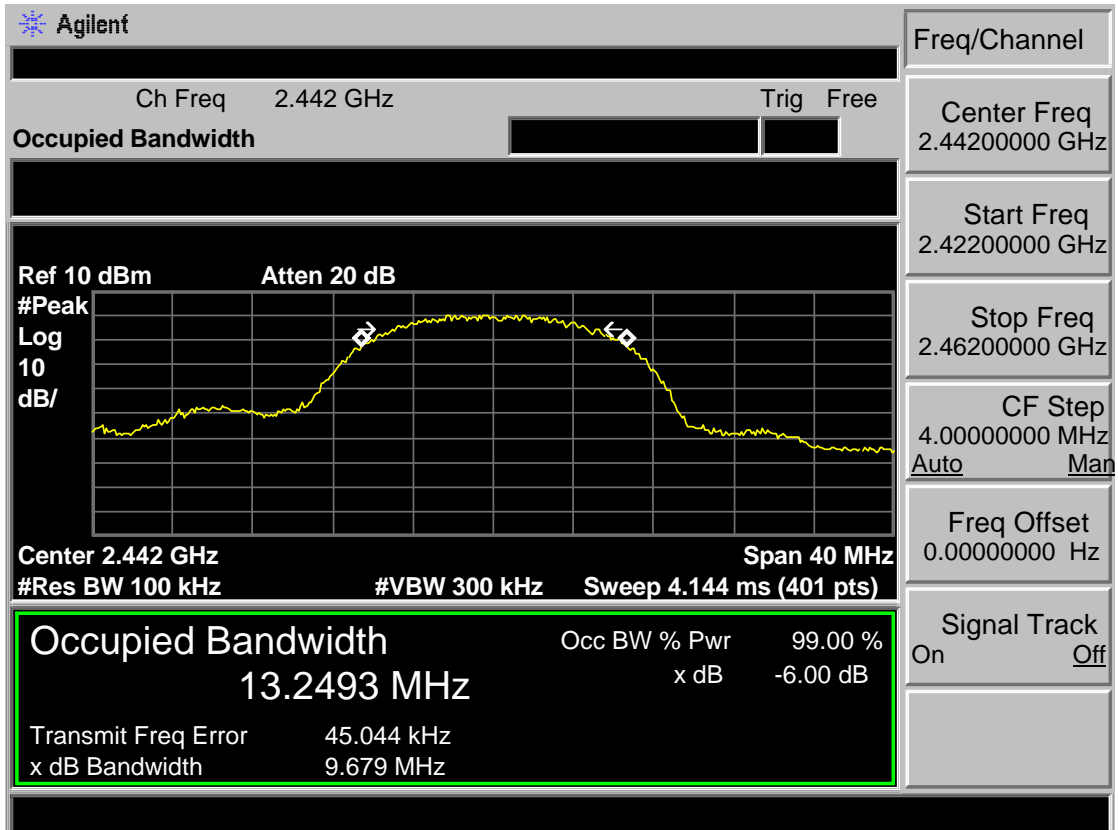 Agilent
Freq/Channel
Ch Freq 2.442 GHz Trig Free
Occupied Bandwidth
Center Freq
2.44200000 GHz
Start Freq
2.42200000 GHz
Stop Freq
2.46200000 GHz
CF Step
4.00000000 MHz
Auto Man
Freq Offset
0.00000000 Hz
Signal Track
On Off
Ref 10 dBm Atten 20 dB
#Peak
Log
10
dB/
Center 2.442 GHz Span 40 MHz
#Res BW 100 kHz #VBW 300 kHz Sweep 4.144 ms (401 pts)
Occupied Bandwidth Occ BW % Pwr 99.00 %
13.2493 MHz x dB -6.00 dB
Transmit Freq Error 45.044 kHz
x dB Bandwidth 9.679 MHz